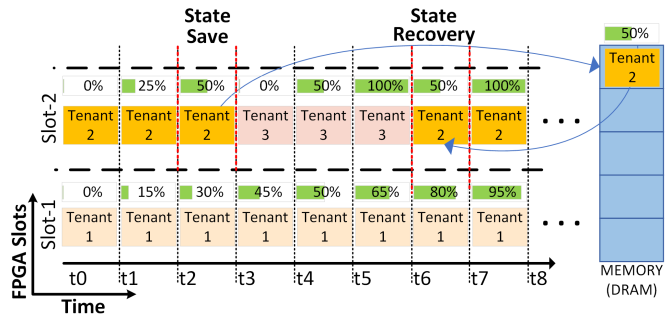 State
Save
State
Recovery
50%
0% 25% 50% 0% 50% 100% 50% 100%
Tenant Tenant Tenant Tenant Tenant Tenant Tenant Tenant
2 2 2 3 3 3 2 2
Tenant
2
Slot-2
0% 15% 30% 45% 50% 65% 80% 95%
Tenant Tenant Tenant Tenant Tenant Tenant Tenant Tenant
1 1 1 1 1 1 1 1
Slot-1
FPGA Slots
t0 t1 t2 t3 t4 t5 t6 t7 t8
Time
MEMORY
(DRAM)